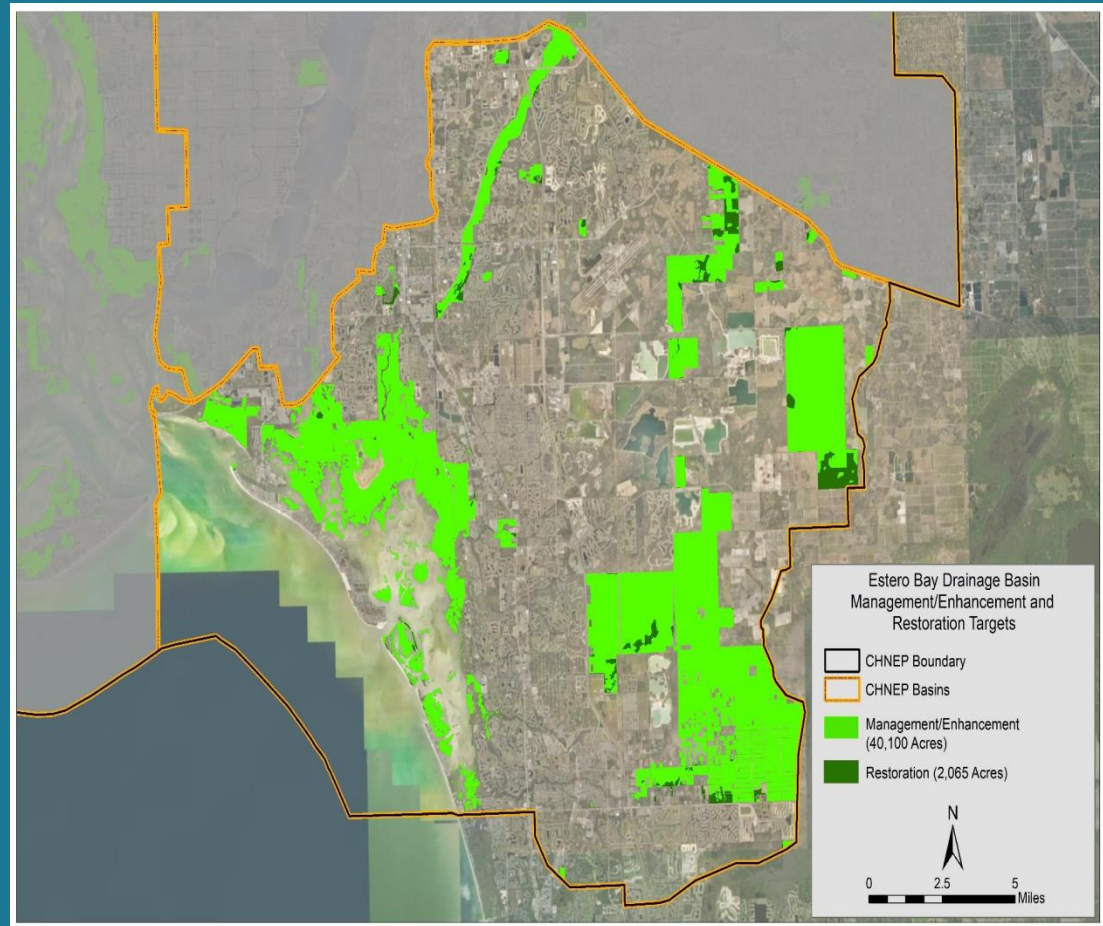 Estero Bay Drainage Basin
Management/Enhancement and
Restoration Targets
CHNEP Boundary
CHNEP Basins
Management/Enhancement
(40,100 Acres)
Restoration (2,065 Acres)
N
0 2.5 5
Miles